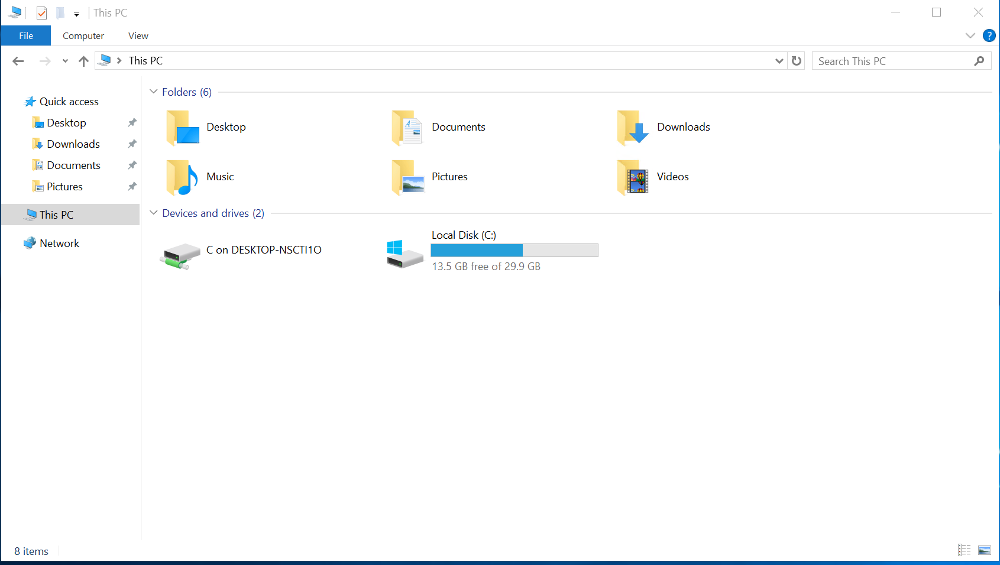 This PC
File Computer View
This PC
Search This PC
Quick access
Desktop
Downloads
Documents
Pictures
This PC
Network
Folders (6)
Desktop
Documents
Downloads
Music
Pictures
Videos
Devices and drives (2)
C on DESKTOP-NSCTI1O
Local Disk (C:)
13.5 GB free of 29.9 GB
8 items